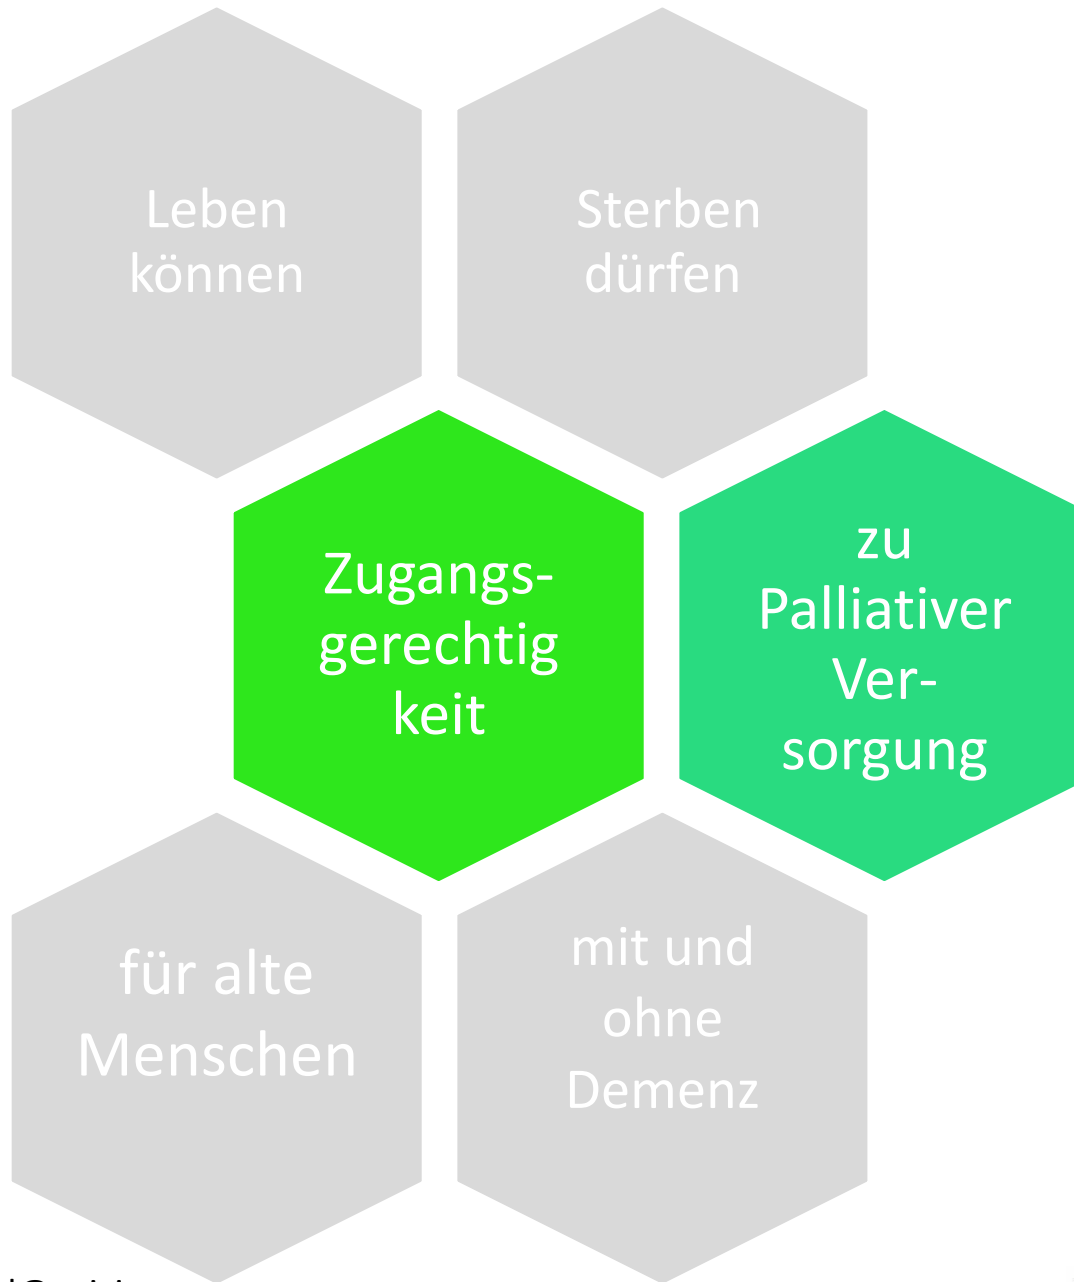 Leben
können
Sterben
dürfen
Zugangs-
gerechtig
keit
zu
Palliativer
Ver-
sorgung
für alte
Menschen
mit und
ohne
Demenz